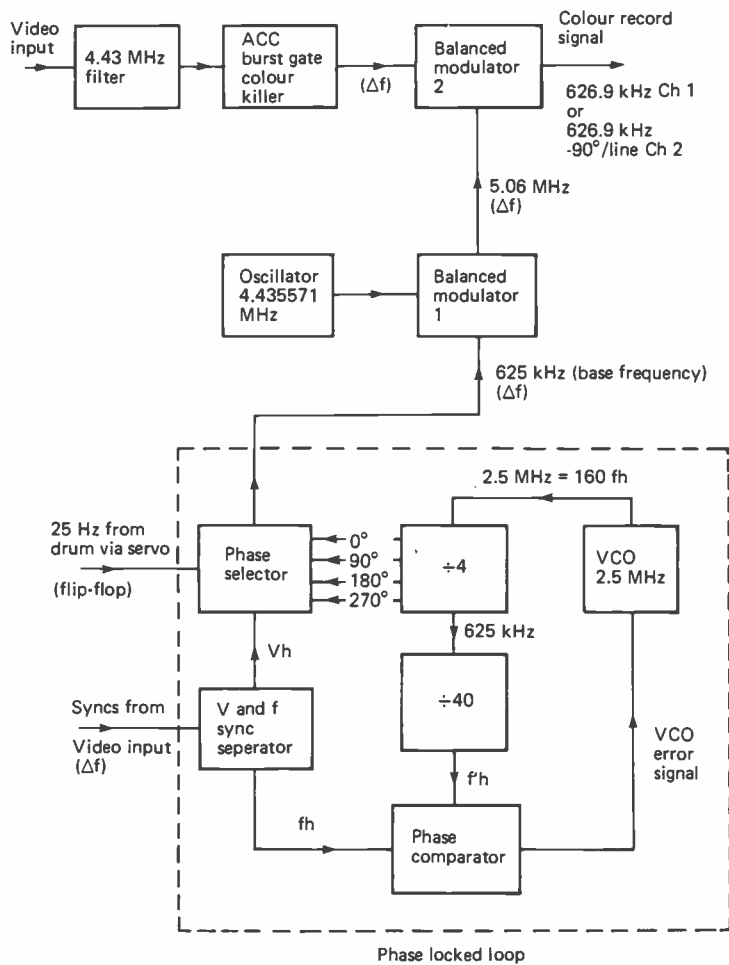 Video
input
4.43 MHz
filter
ACC
burst gate
colour
killer
(Δf)
Balanced
modulator
2
Colour record
signal
626.9 kHz Ch 1
or
626.9 kHz
-90°/line Ch 2
5.06 MHz
(Δf)
Oscillator
4.435571
MHz
Balanced
modulator
1
625 kHz (base frequency)
(Δf)
2.5 MHz = 160 fh
25 Hz from
drum via servo
(flip-flop)
Phase
selector
0°
90°
180°
270°
÷4
VCO
2.5 MHz
625 kHz
Vh
÷40
Syncs from
Video input
(Δf)
V and f
sync
seperator
VCO
error
signal
f'h
fh
Phase
comparator
Phase locked loop